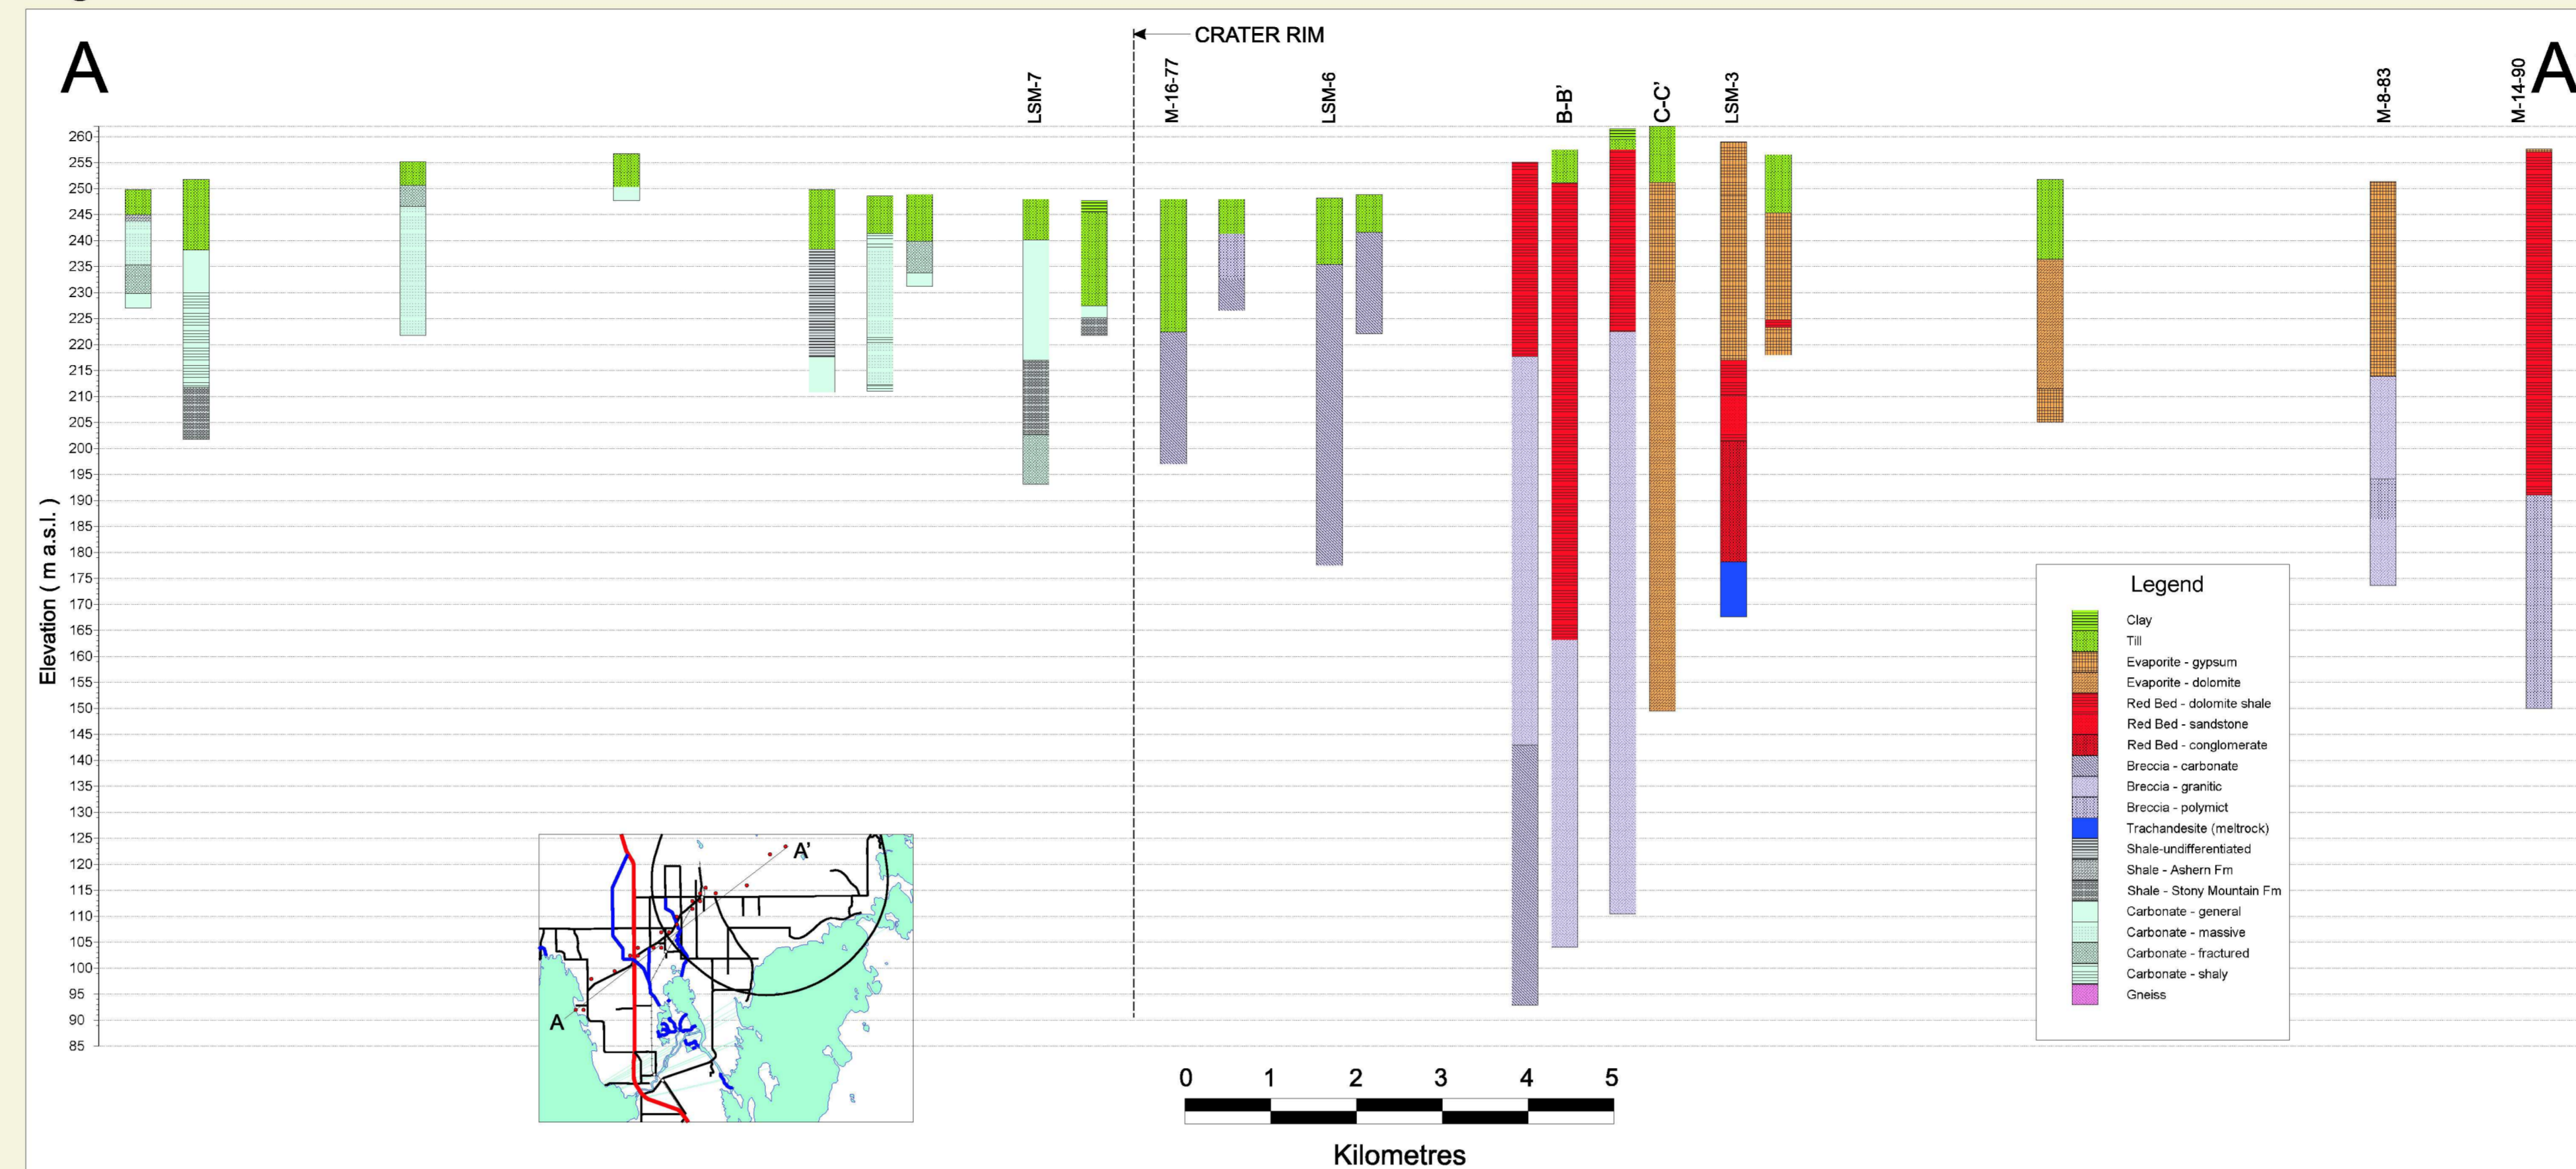 A
CRATER RIM
A
LSM-7
M-16-77
LSM-6
B-B'
C-C'
LSM-3
M-8-83
M-14-90
Elevation ( m a.s.l. )
260
255
250
245
240
235
230
225
220
215
210
205
200
195
190
185
180
175
170
165
160
155
150
145
140
135
130
125
120
115
110
105
100
95
90
85
Legend
Clay
Till
Evaporite - gypsum
Evaporite - dolomite
Red Bed - dolomite shale
Red Bed - sandstone
Red Bed - conglomerate
Breccia - carbonate
Breccia - granitic
Breccia - polymict
Trachandesite (meltrock)
Shale-undifferentiated
Shale - Ashern Fm
Shale - Stony Mountain Fm
Carbonate - general
Carbonate - massive
Carbonate - fractured
Carbonate - shaly
Gneiss
A'
A
0 1 2 3 4 5
Kilometres